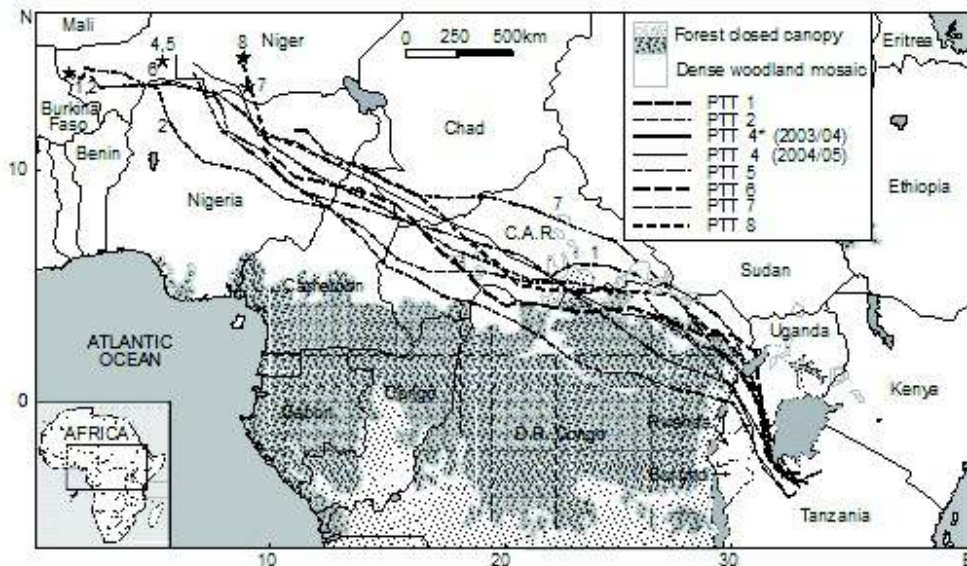 N
Mali
4,5
8
Niger
0 250 500km
Forest closed canopy
Dense woodland mosaic
Eritrea
6
7
1,2
Burkina
Faso
2
Benin
Chad
PTT 1
PTT 2
PTT 4* (2003/04)
PTT 4 (2004/05)
PTT 5
PTT 6
PTT 7
PTT 8
10
Nigeria
Ethiopia
7
C.A.R.
1
Sudan
Cameroon
Uganda
ATLANTIC
OCEAN
Kenya
0
Congo
Gabon
Rwanda
D.R. Congo
AFRICA
Burundi
Tanzania
10
20
30
E